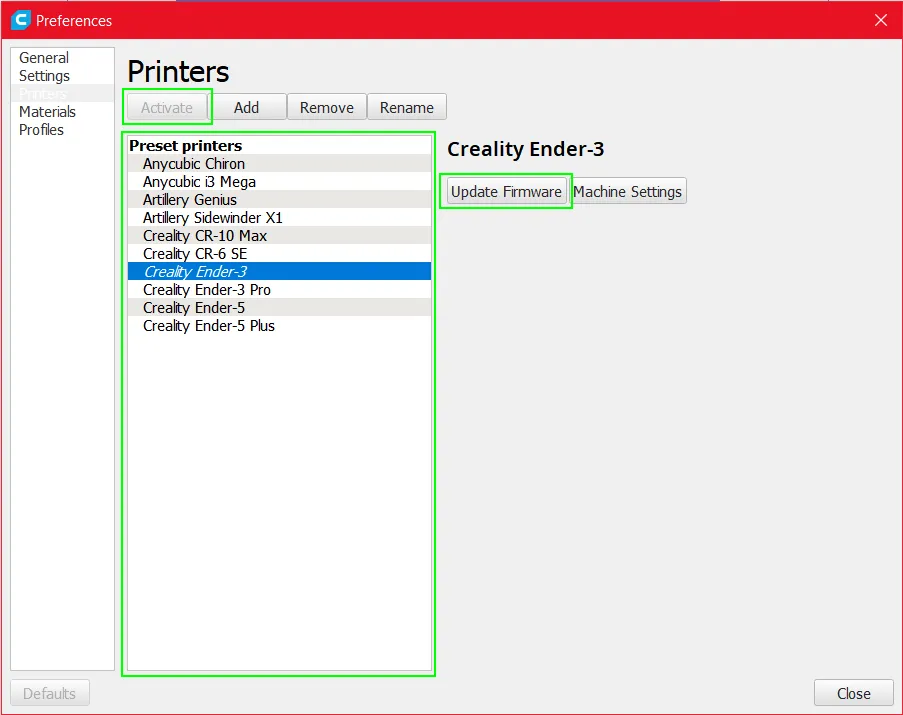 Preferences
General
Settings
Printers
Materials
Profiles
Printers
Activate
Add
Remove
Rename
Preset printers
Anycubic Chiron
Anycubic i3 Mega
Artillery Genius
Artillery Sidewinder X1
Creality CR-10 Max
Creality CR-6 SE
Creality Ender-3
Creality Ender-3 Pro
Creality Ender-5
Creality Ender-5 Plus
Creality Ender-3
Update Firmware
Machine Settings
Defaults
Close